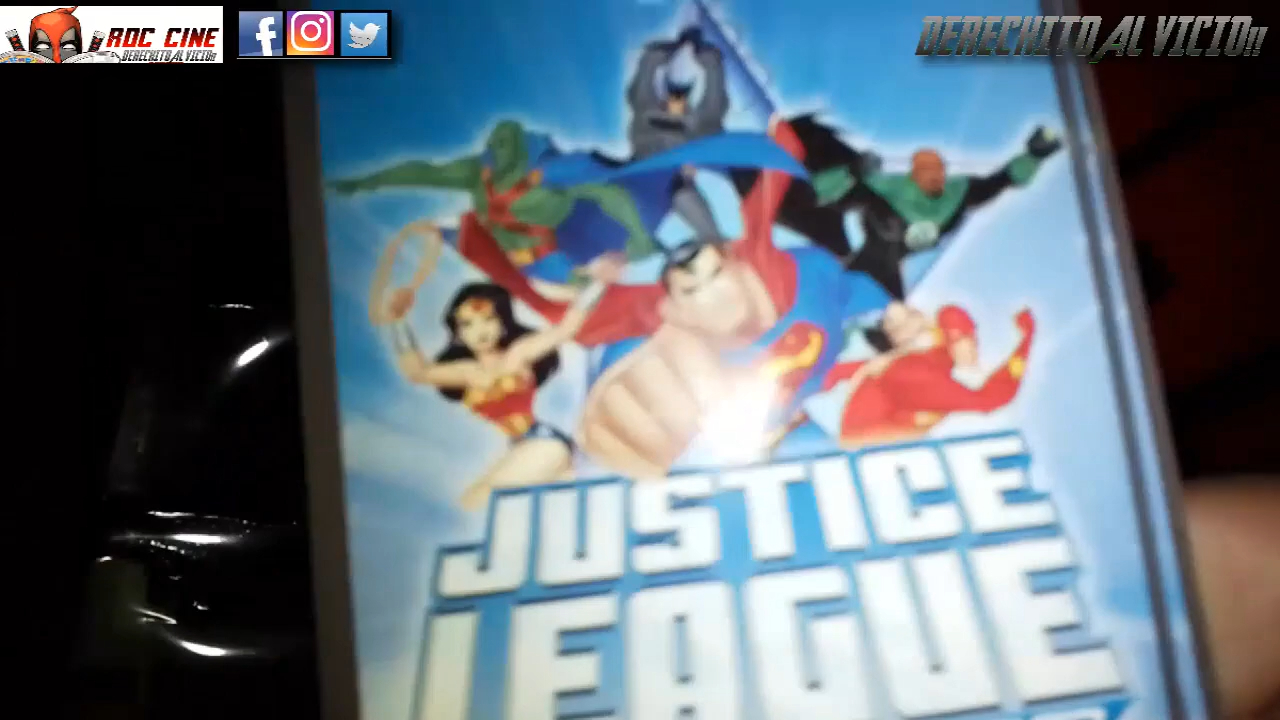 ROC CINE
DERECHITO AL VICIO!!
DERECHITO AL VICIO!!
JUSTICE
LEAGUE